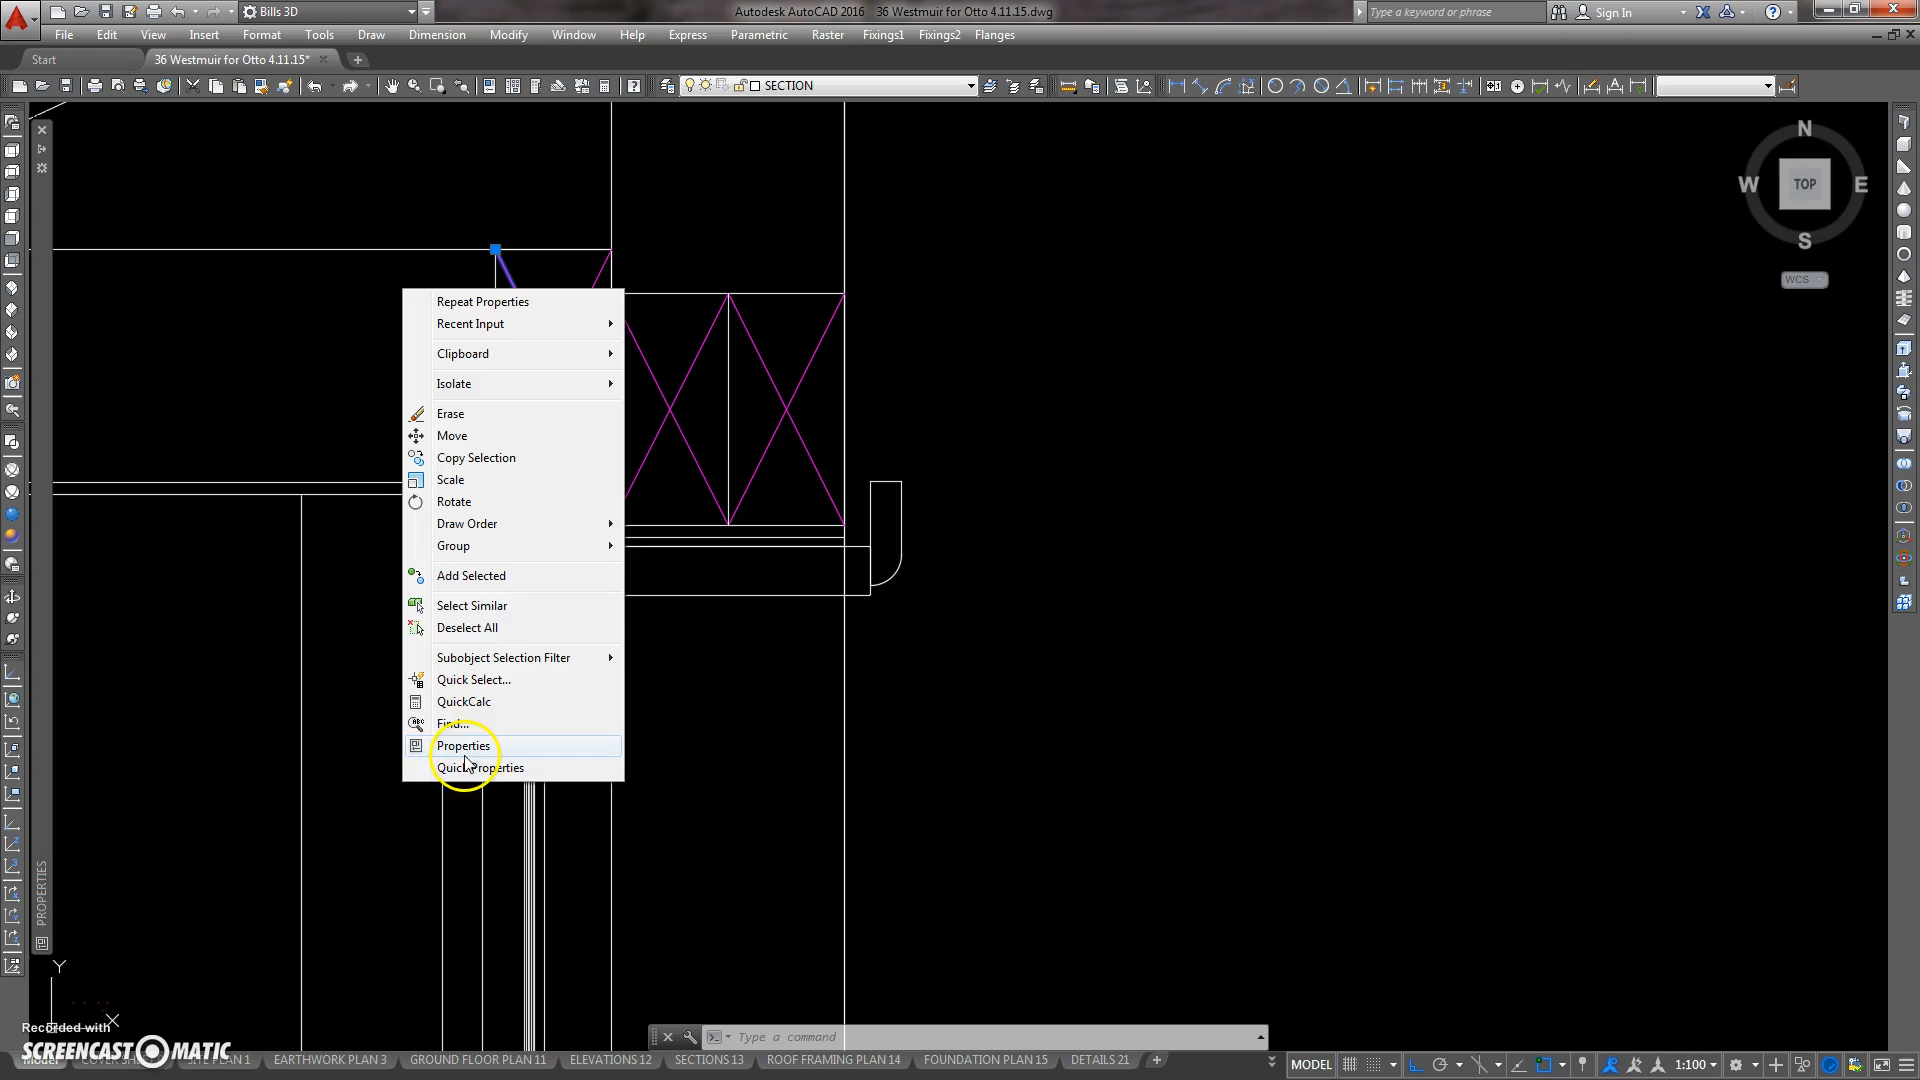 Bills 3D
Autodesk AutoCAD 2016 36 Westmuir for Otto 4.11.15.dwg
Type a keyword or phrase
Sign In
File Edit View Insert Format Tools Draw Dimension Modify Window Help Express Parametric Raster Fixings1 Fixings2 Flanges
Start
36 Westmuir for Otto 4.11.15*
SECTION
N
W TOP E
S
WCS
Repeat Properties
Recent Input
Clipboard
Isolate
Erase
Move
Copy Selection
Scale
Rotate
Draw Order
Group
Add Selected
Select Similar
Deselect All
Subobject Selection Filter
Quick Select...
QuickCalc
Find...
Properties
Quick Properties
PROPERTIES
Y
X
Recorded with
SCREENCAST MATIC
Type a command
Model PLAN 1 EARTHWORK PLAN 3 GROUND FLOOR PLAN 11 ELEVATIONS 12 SECTIONS 13 ROOF FRAMING PLAN 14 FOUNDATION PLAN 15 DETAILS 21
MODEL 1:100